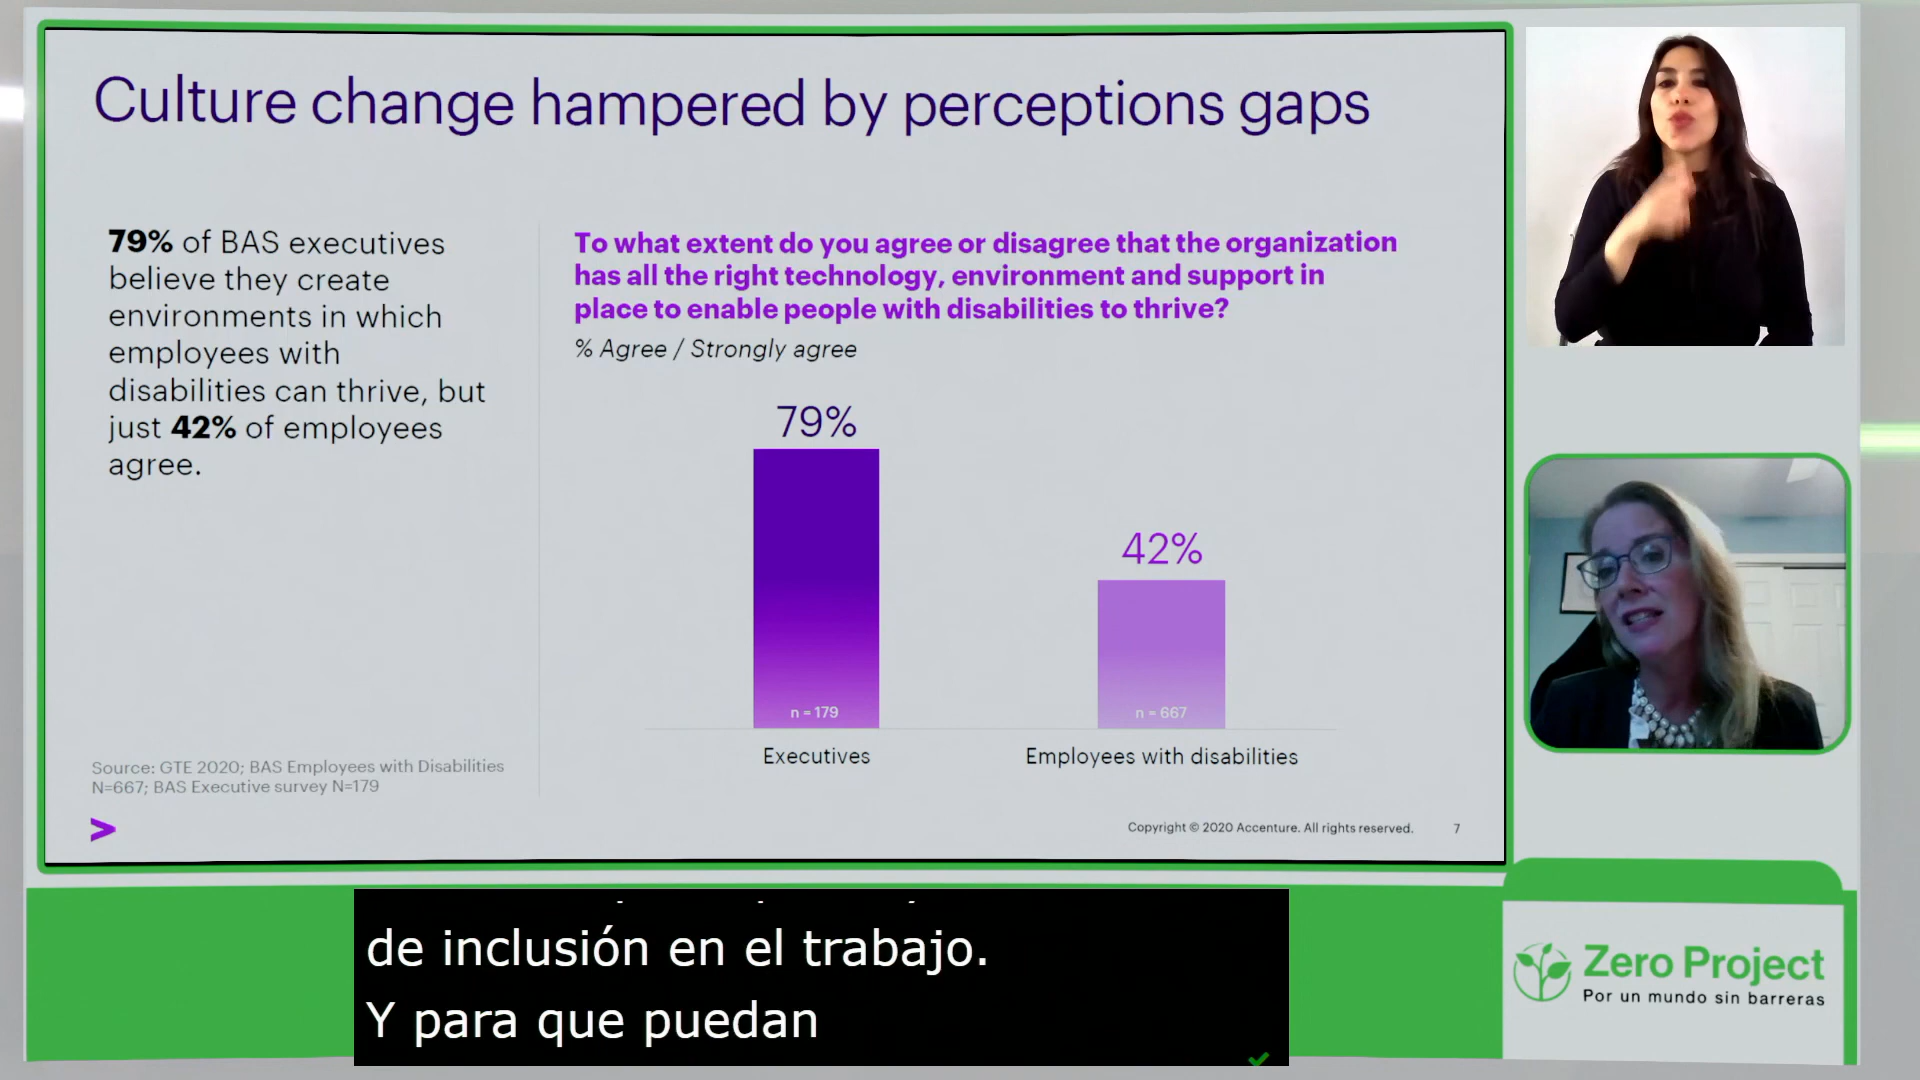 Culture change hampered by perceptions gaps
79% of BAS executives
believe they create
environments in which
employees with
disabilities can thrive, but
just 42% of employees
agree.
To what extent do you agree or disagree that the organization
has all the right technology, environment and support in
place to enable people with disabilities to thrive?
% Agree / Strongly agree
79%
42%
n = 179
n = 667
Executives
Employees with disabilities
Source: GTE 2020; BAS Employees with Disabilities
N=667; BAS Executive survey N=179
>
Copyright © 2020 Accenture. All rights reserved.
7
de inclusión en el trabajo.
Y para que puedan
Zero Project
Por un mundo sin barreras